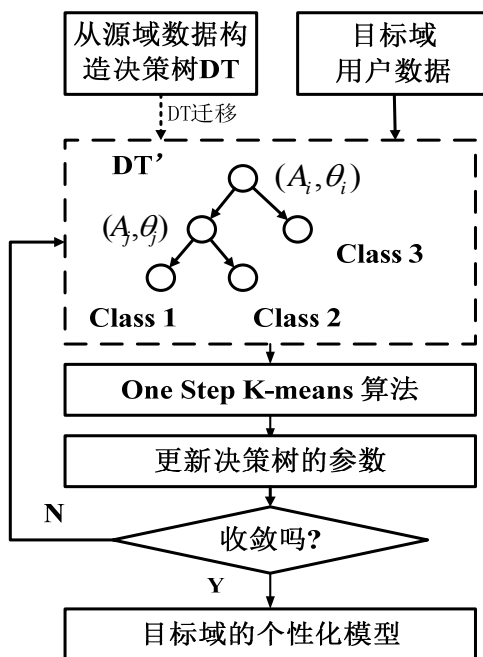 从源域数据构
造决策树DT
目标域
用户数据
DT迁移
DT’
(A_i,θ_i)
(A_j,θ_j)
Class 3
Class 1
Class 2
One Step K-means 算法
更新决策树的参数
N
收敛吗?
Y
目标域的个性化模型